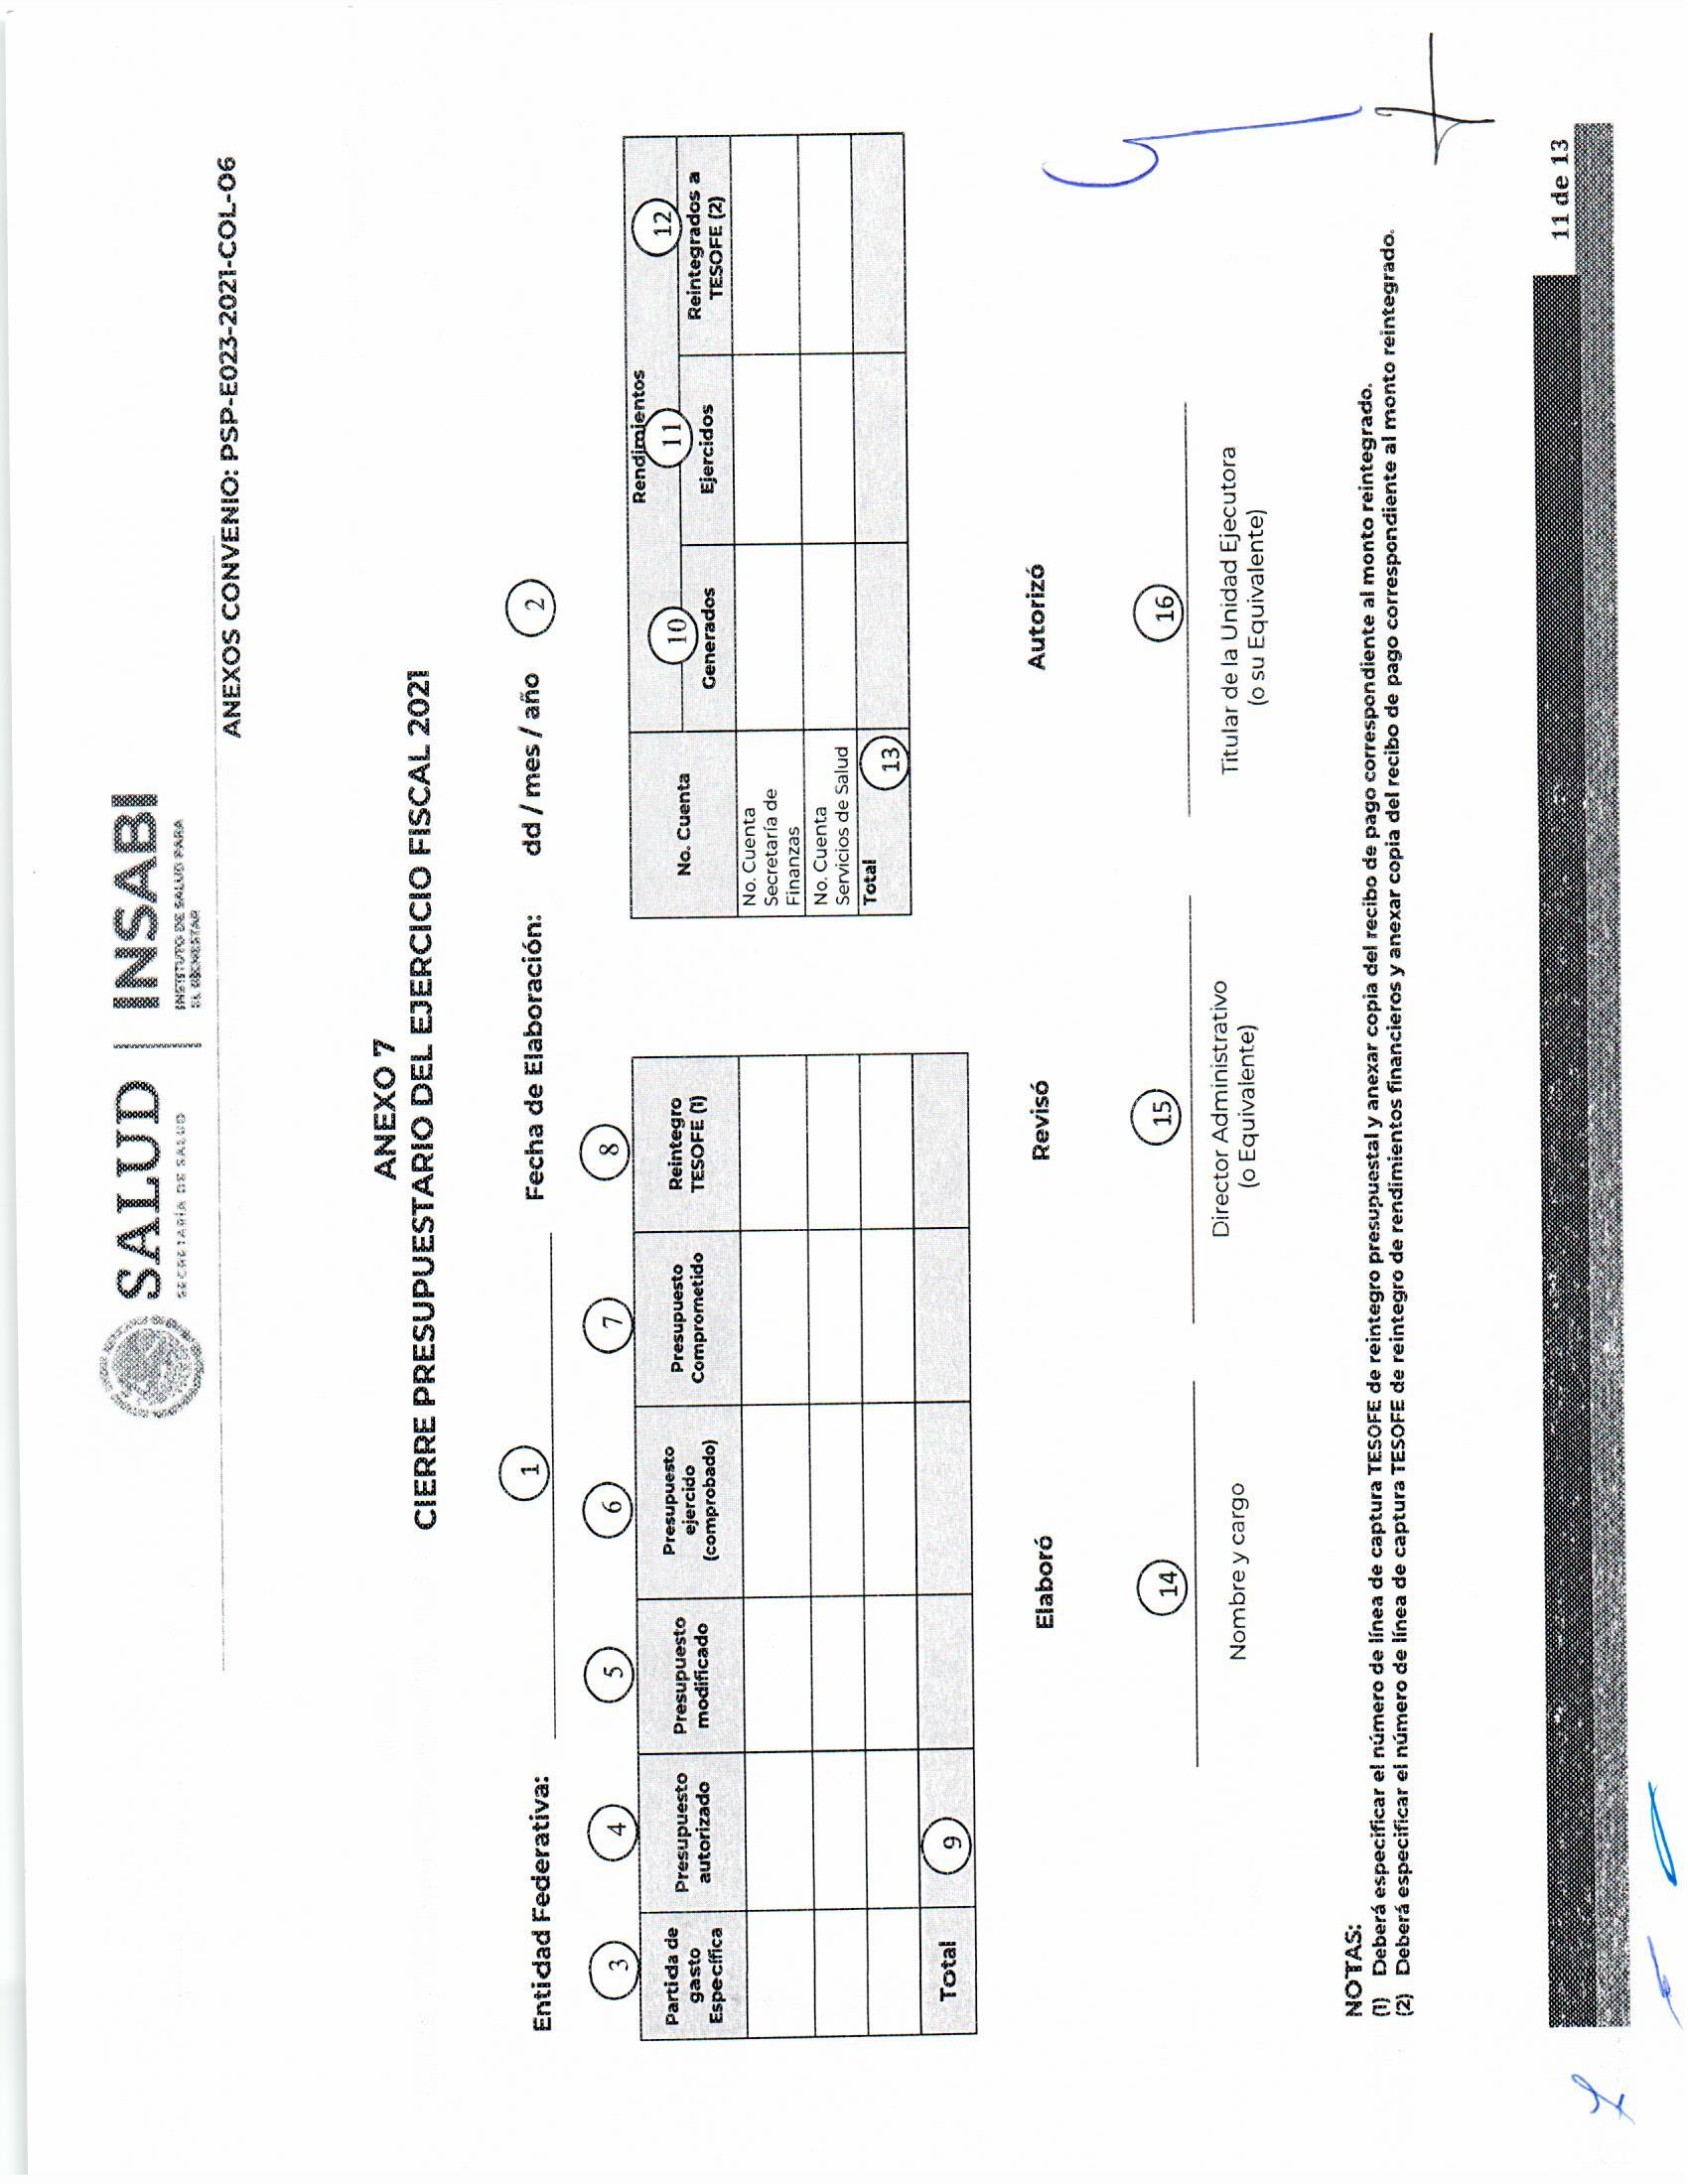 SALUD | INSABI
SECRETARÍA DE SALUD
INSTITUTO DE SALUD PARA
EL BIENESTAR
ANEXOS CONVENIO: PSP-E023-2021-COL-06
ANEXO 7
CIERRE PRESUPUESTARIO DEL EJERCICIO FISCAL 2021
Entidad Federativa: 1 Fecha de Elaboración: dd / mes / año 2
3 4 5 6 7 8
Partida de
gasto
Específica
Presupuesto
autorizado
Presupuesto
modificado
Presupuesto
ejercido
(comprobado)
Presupuesto
Comprometido
Reintegro
TESOFE (1)
Total 9
No. Cuenta
Rendimientos
10 11 12
Generados
Ejercidos
Reintegrados a
TESOFE (2)
No. Cuenta
Secretaría de
Finanzas
No. Cuenta
Servicios de Salud
Total 13
Elaboró Revisó Autorizó
14 15 16
Nombre y cargo
Director Administrativo
(o Equivalente)
Titular de la Unidad Ejecutora
(o su Equivalente)
NOTAS:
(1) Deberá especificar el número de línea de captura TESOFE de reintegro presupuestal y anexar copia del recibo de pago correspondiente al monto reintegrado.
(2) Deberá especificar el número de línea de captura TESOFE de reintegro de rendimientos financieros y anexar copia del recibo de pago correspondiente al monto reintegrado.
11 de 13